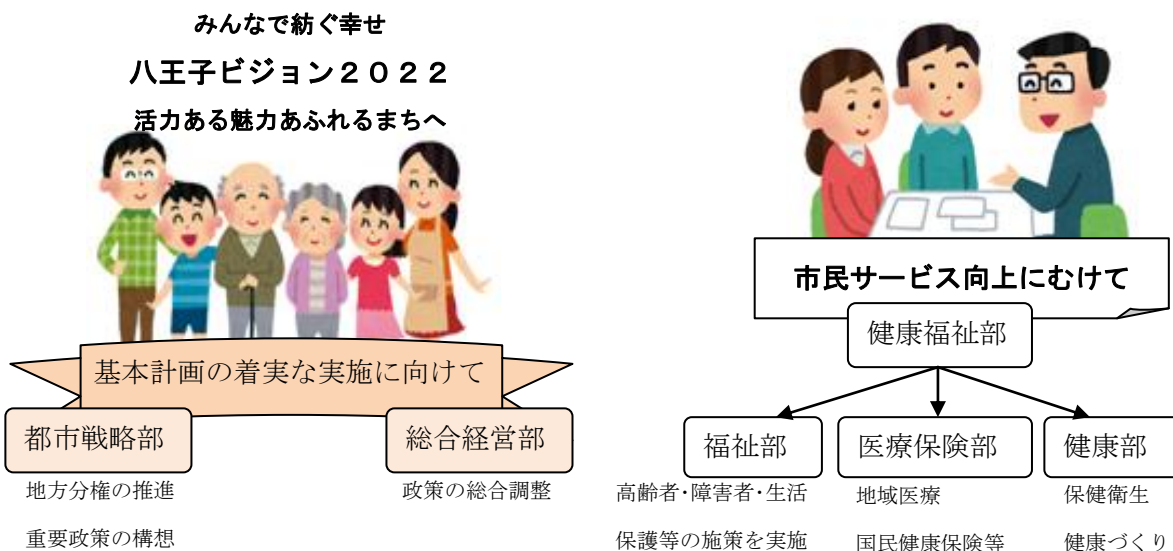 みんなで紡ぐ幸せ
八王子ビジョン２０２２
活力ある魅力あふれるまちへ
基本計画の着実な実施に向けて
都市戦略部
総合経営部
地方分権の推進
重要政策の構想
政策の総合調整
市民サービス向上にむけて
健康福祉部
福祉部
医療保険部
健康部
高齢者・障害者・生活
保護等の施策を実施
地域医療
国民健康保険等
保健衛生
健康づくり